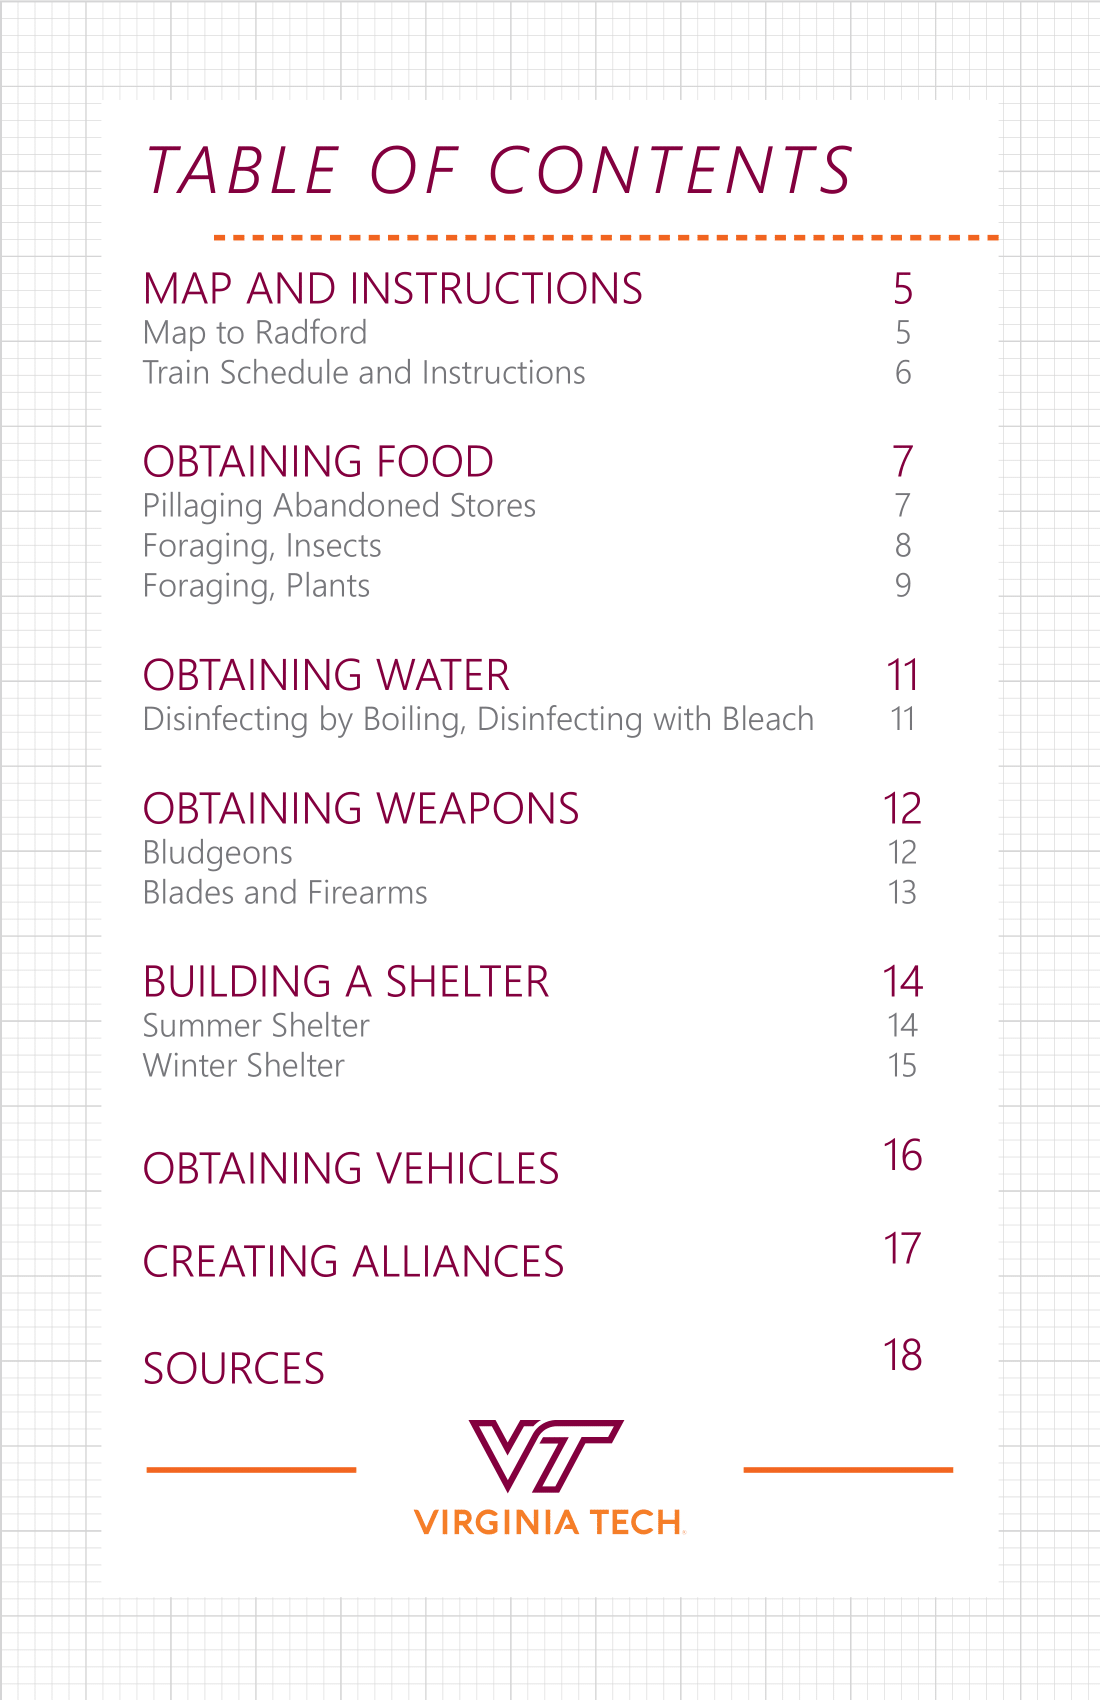 TABLE OF CONTENTS
MAP AND INSTRUCTIONS 5
Map to Radford 5
Train Schedule and Instructions 6
OBTAINING FOOD 7
Pillaging Abandoned Stores 7
Foraging, Insects 8
Foraging, Plants 9
OBTAINING WATER 11
Disinfecting by Boiling, Disinfecting with Bleach 11
OBTAINING WEAPONS 12
Bludgeons 12
Blades and Firearms 13
BUILDING A SHELTER 14
Summer Shelter 14
Winter Shelter 15
OBTAINING VEHICLES 16
CREATING ALLIANCES 17
SOURCES 18
VT
VIRGINIA TECH